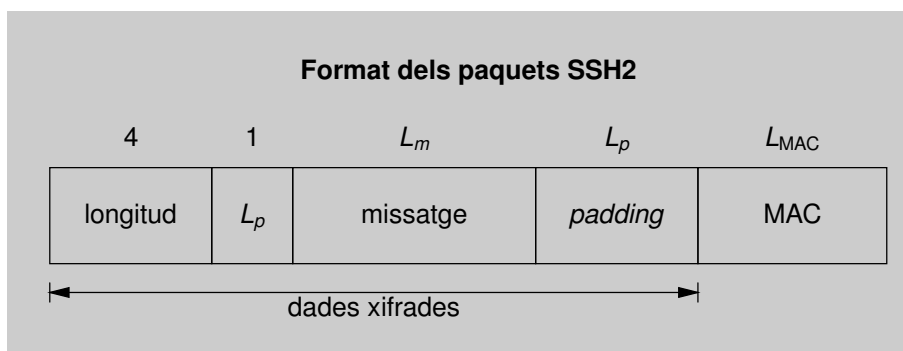 Format dels paquets SSH2
4 1 Lm Lp LMAC
longitud Lp missatge padding MAC
dades xifrades